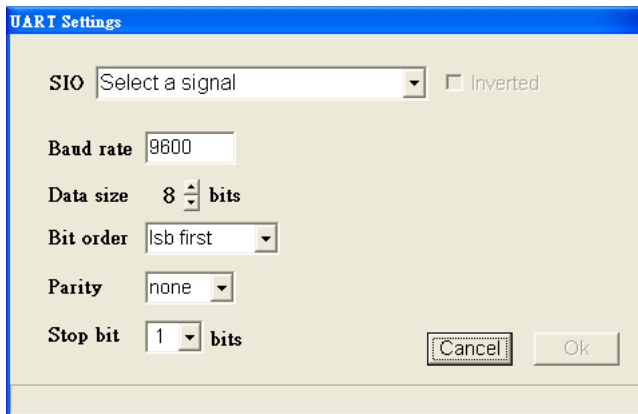 UART Settings
SIO Select a signal Inverted
Baud rate 9600
Data size 8 bits
Bit order lsb first
Parity none
Stop bit 1 bits
Cancel Ok